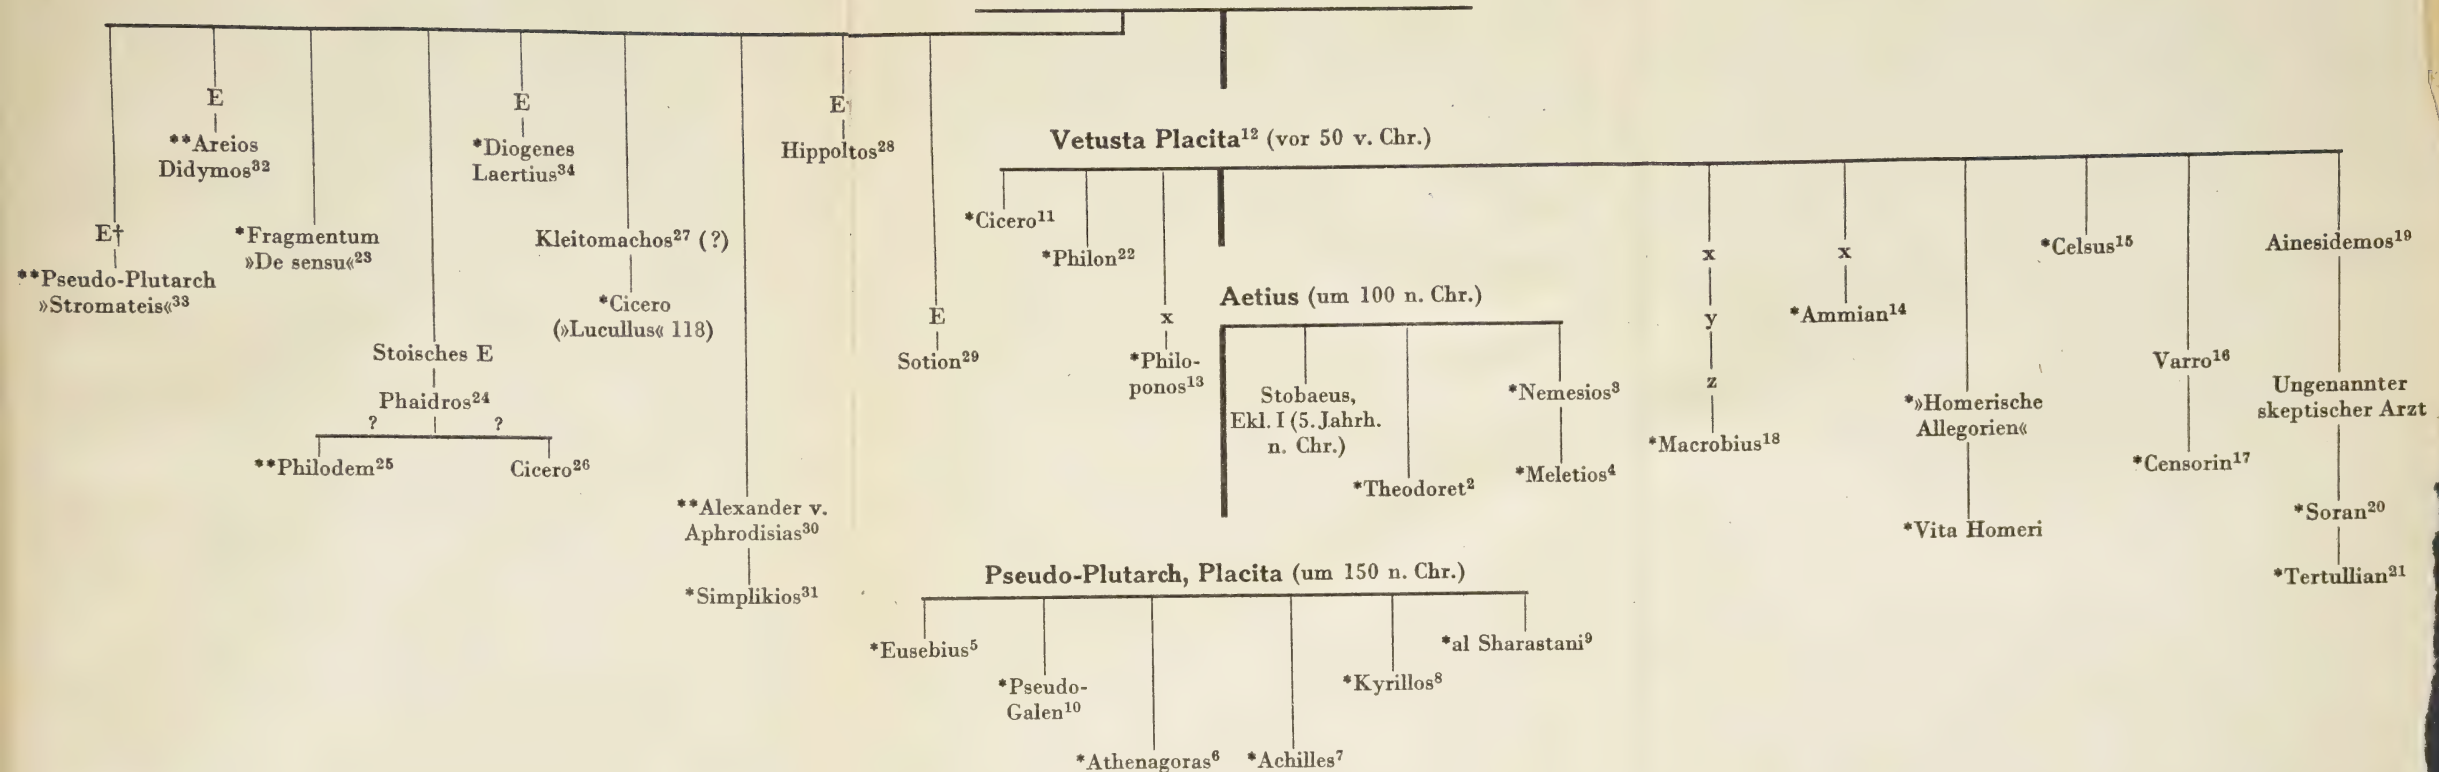 E
**Areios
Didymos³²
E†
**Pseudo-Plutarch
»Stromateis«³³
*Fragmentum
»De sensu«²³
Stoisches E
Phaidros²⁴
? ?
**Philodem²⁵
Cicero²⁶
E
*Diogenes
Laertius³⁴
Kleitomachos²⁷ (?)
*Cicero
(»Lucullus« 118)
**Alexander v.
Aphrodisias³⁰
*Simplikios³¹
E
Hippoltos²⁸
E
Sotion²⁹
Vetusta Placita¹² (vor 50 v. Chr.)
*Cicero¹¹
*Philon²²
x
*Philo-
ponos¹³
Aetius (um 100 n. Chr.)
Stobaeus,
Ekl. I (5. Jahrh.
n. Chr.)
*Theodoret²
*Nemesios³
*Meletios⁴
x
y
z
*Macrobius¹⁸
x
*Ammian¹⁴
*»Homerische
Allegorien«
*Vita Homeri
*Celsus¹⁵
Varro¹⁶
*Censorin¹⁷
Ainesidemos¹⁹
Ungenannter
skeptischer Arzt
*Soran²⁰
*Tertullian²¹
Pseudo-Plutarch, Placita (um 150 n. Chr.)
*Eusebius⁵
*Pseudo-
Galen¹⁰
*Athenagoras⁶
*Achilles⁷
*Kyrillos⁸
*al Sharastani⁹